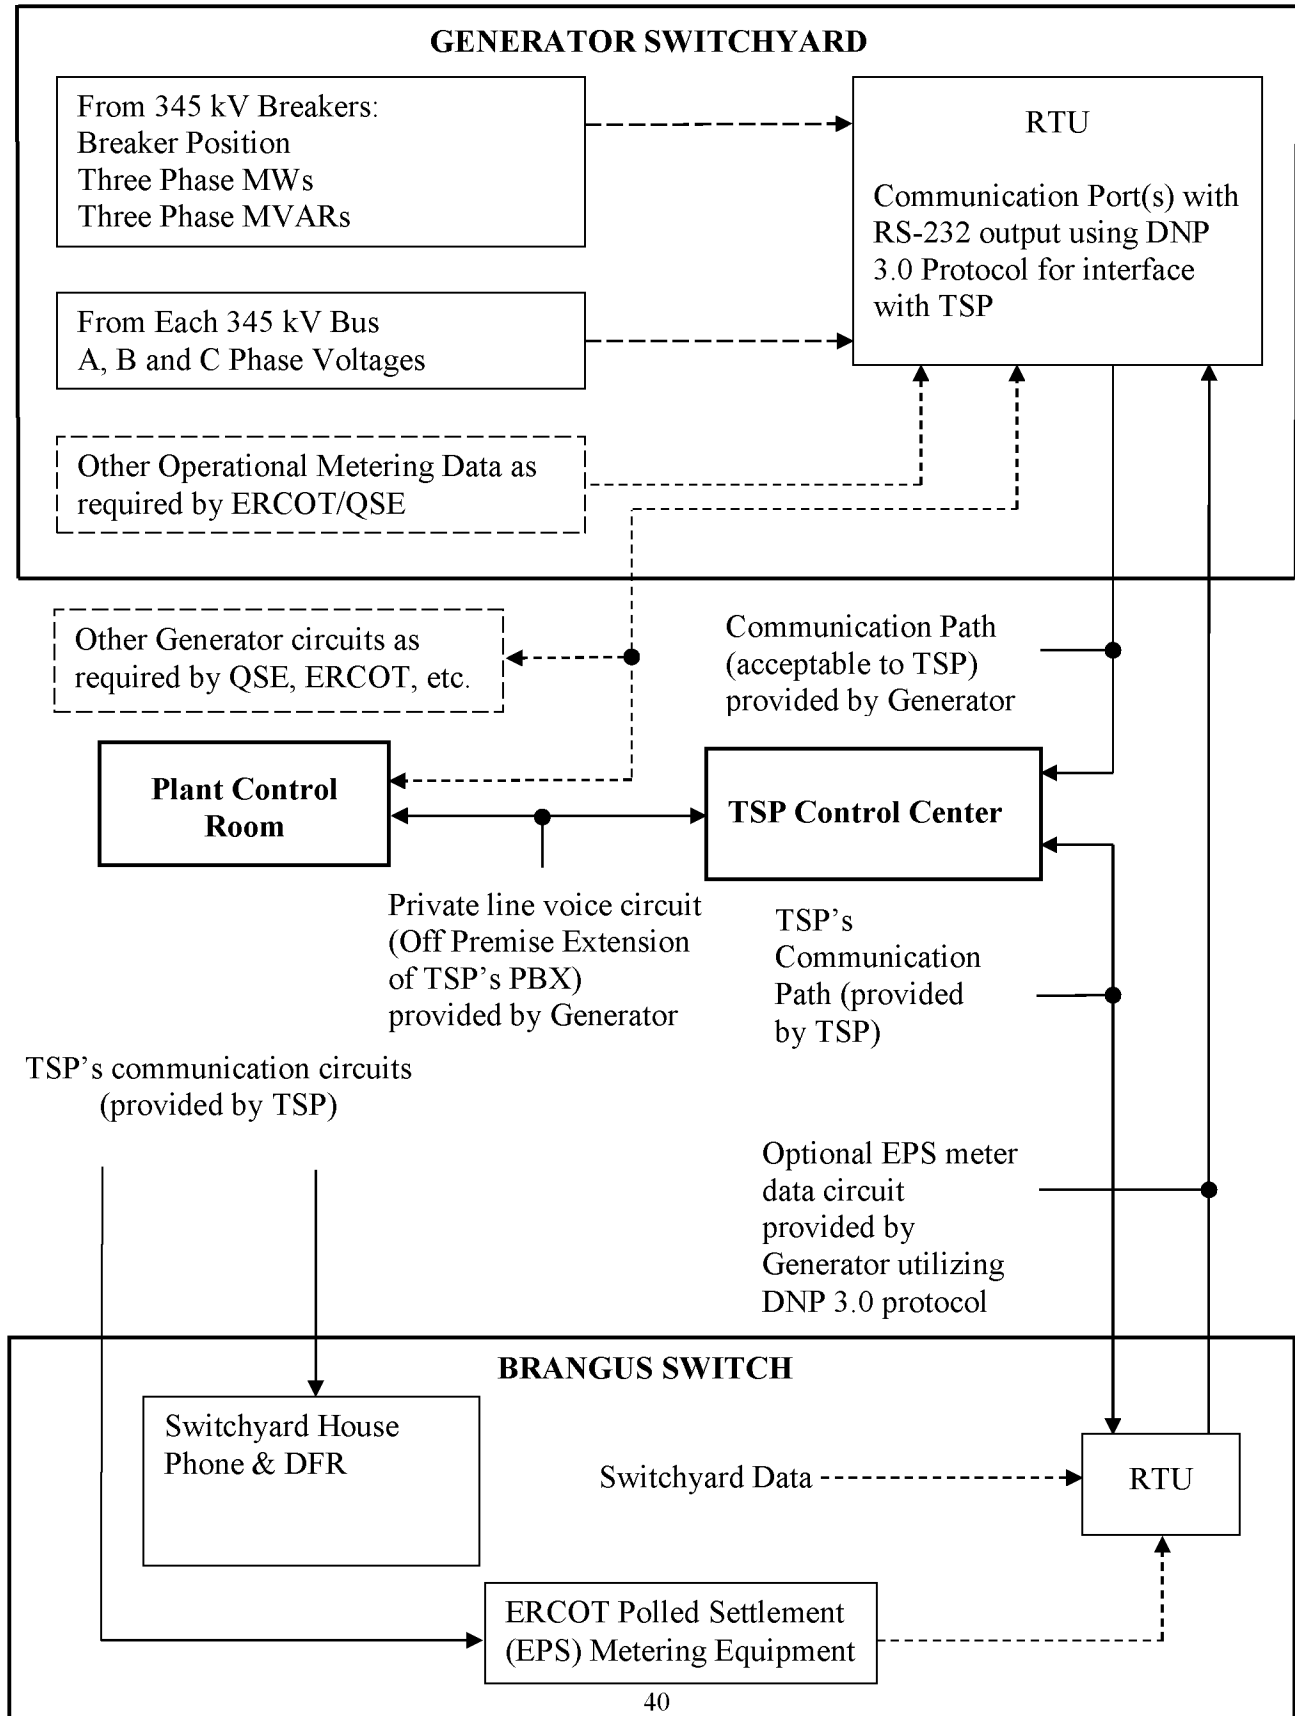 GENERATOR SWITCHYARD
From 345 kV Breakers:
Breaker Position
Three Phase MWs
Three Phase MVARs
RTU
Communication Port(s) with
RS-232 output using DNP
3.0 Protocol for interface
with TSP
From Each 345 kV Bus
A, B and C Phase Voltages
Other Operational Metering Data as
required by ERCOT/QSE
Other Generator circuits as
required by QSE, ERCOT, etc.
Communication Path
(acceptable to TSP)
provided by Generator
Plant Control
Room
TSP Control Center
Private line voice circuit
(Off Premise Extension
of TSP's PBX)
provided by Generator
TSP's
Communication
Path (provided
by TSP)
TSP's communication circuits
(provided by TSP)
Optional EPS meter
data circuit
provided by
Generator utilizing
DNP 3.0 protocol
BRANGUS SWITCH
Switchyard House
Phone & DFR
Switchyard Data
RTU
ERCOT Polled Settlement
(EPS) Metering Equipment
40